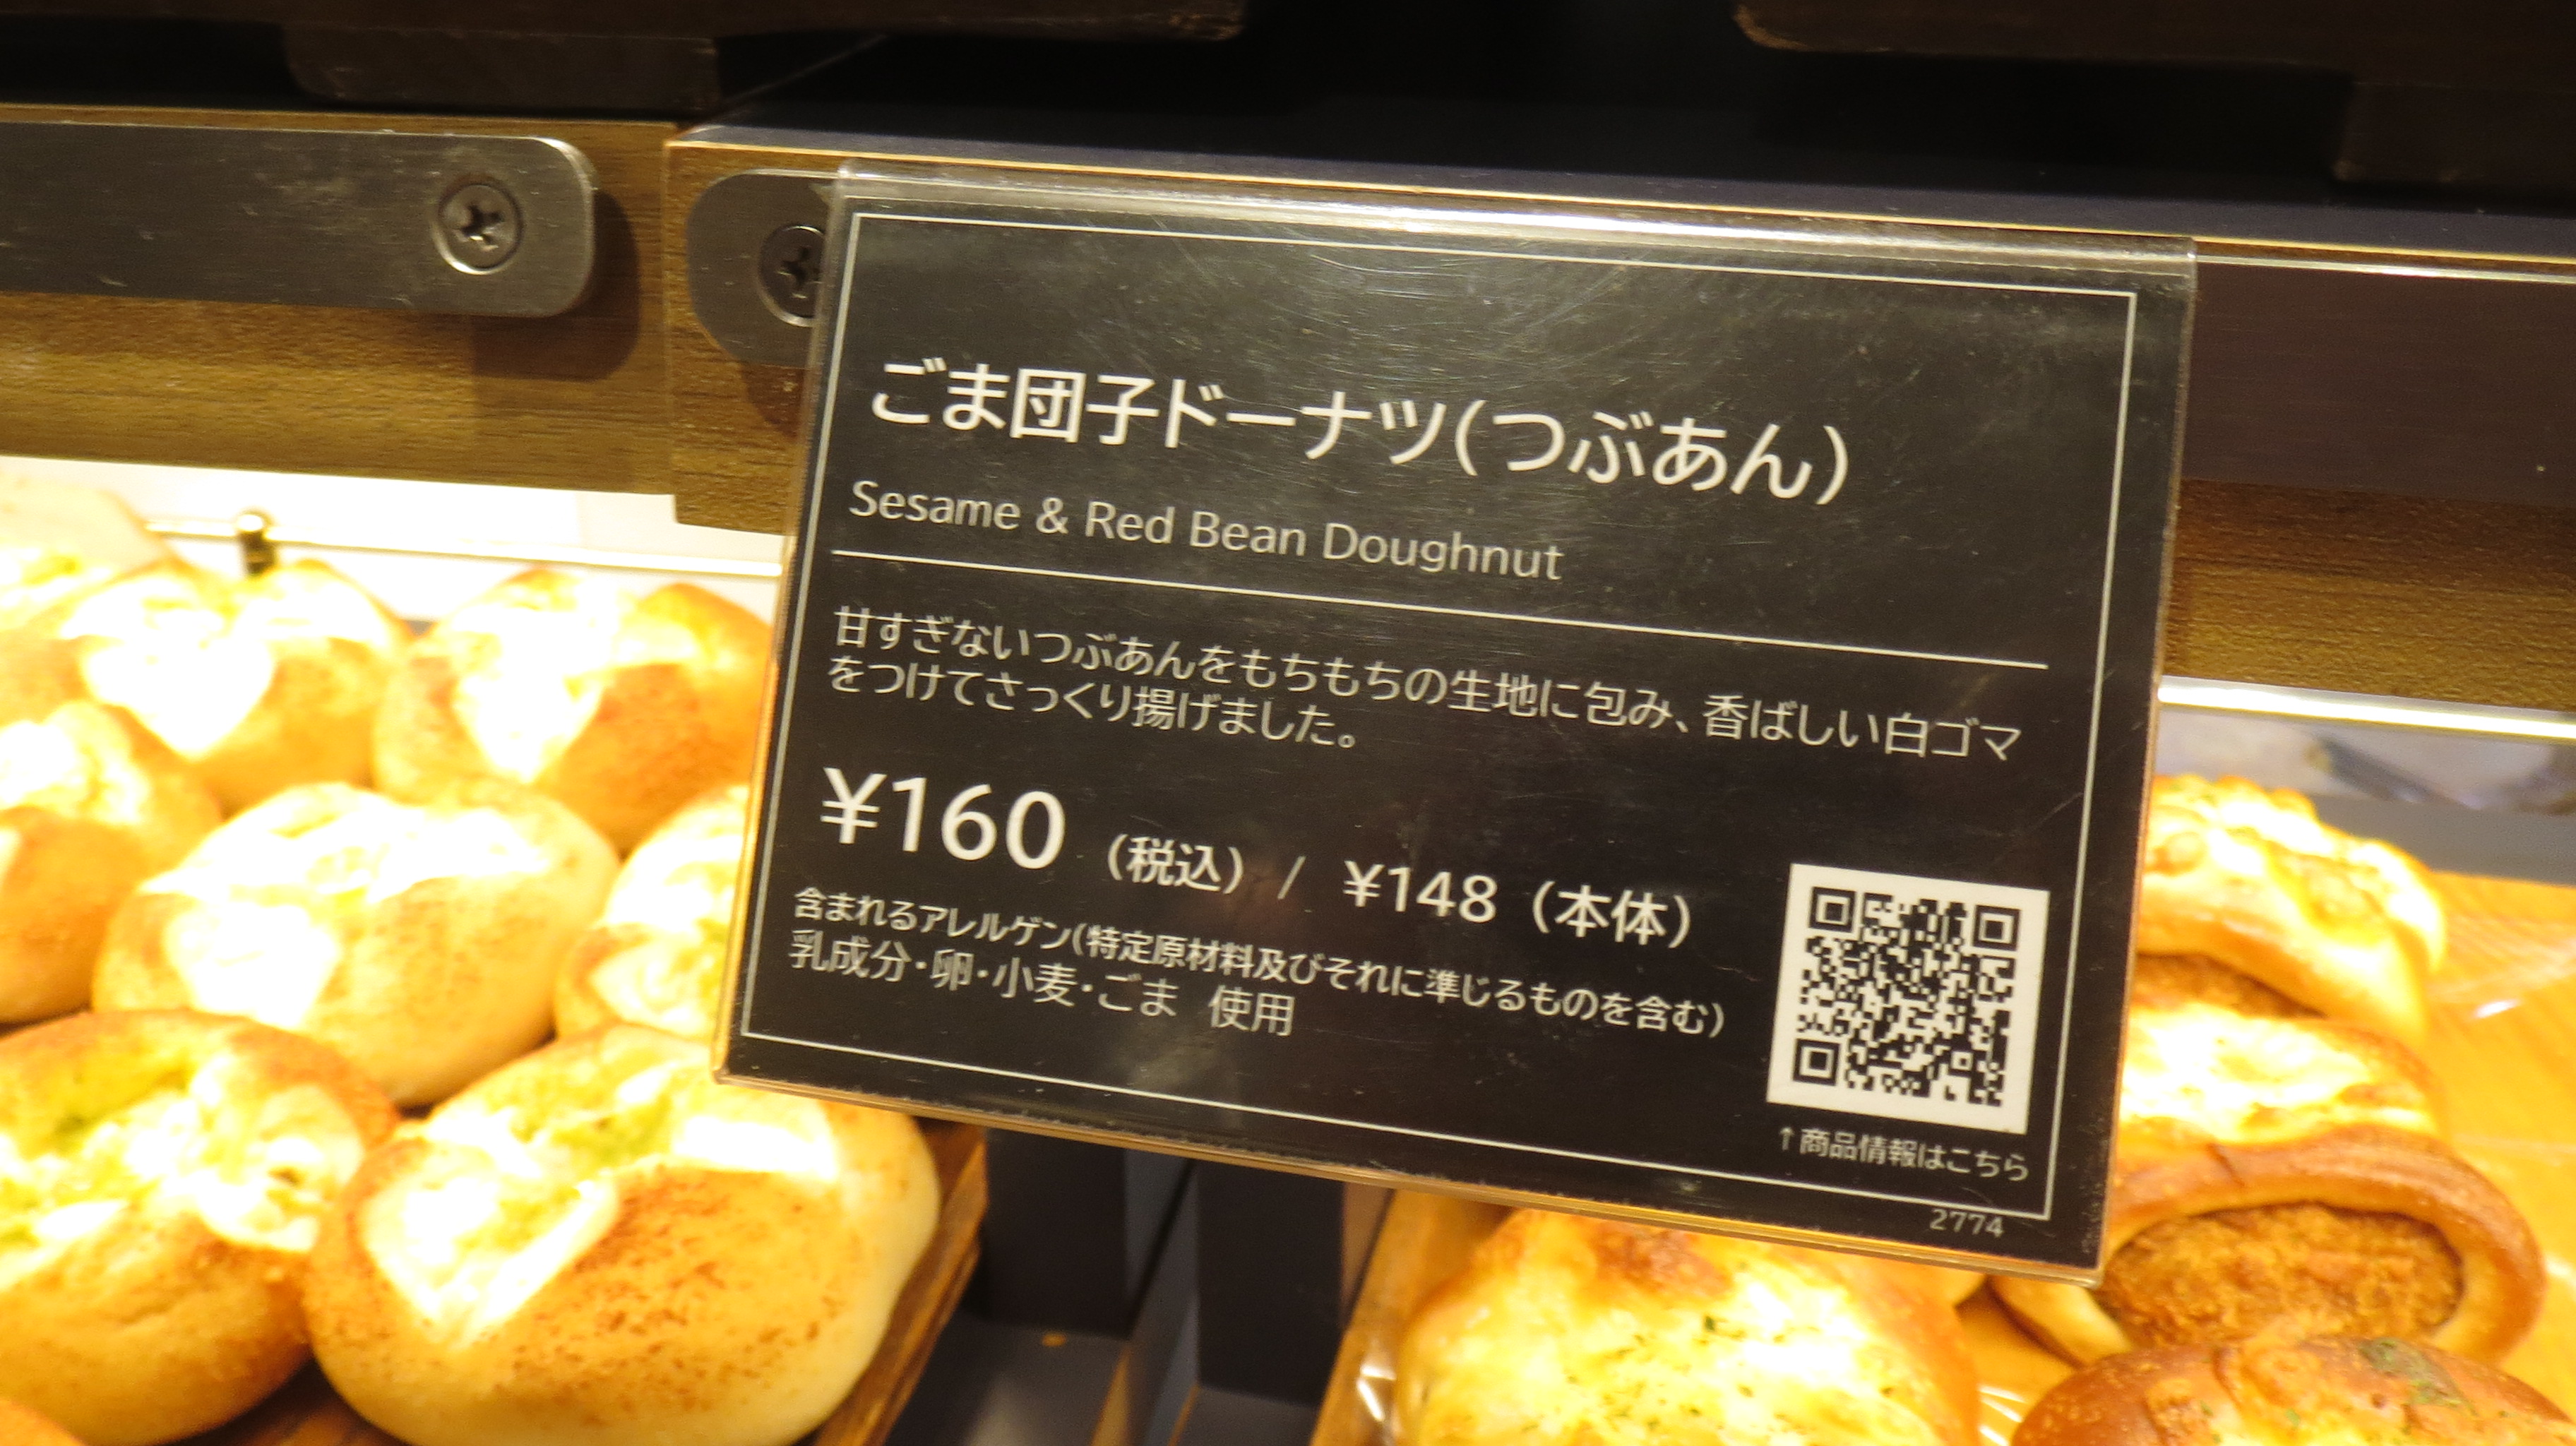 ごま団子ドーナツ(つぶあん)
Sesame & Red Bean Doughnut
甘すぎないつぶあんをもちもちの生地に包み、香ばしい白ゴマ
をつけてさっくり揚げました。
¥160 (税込) / ¥148 (本体)
含まれるアレルゲン(特定原材料及びそれに準じるものを含む)
乳成分・卵・小麦・ごま 使用
↑商品情報はこちら
2774